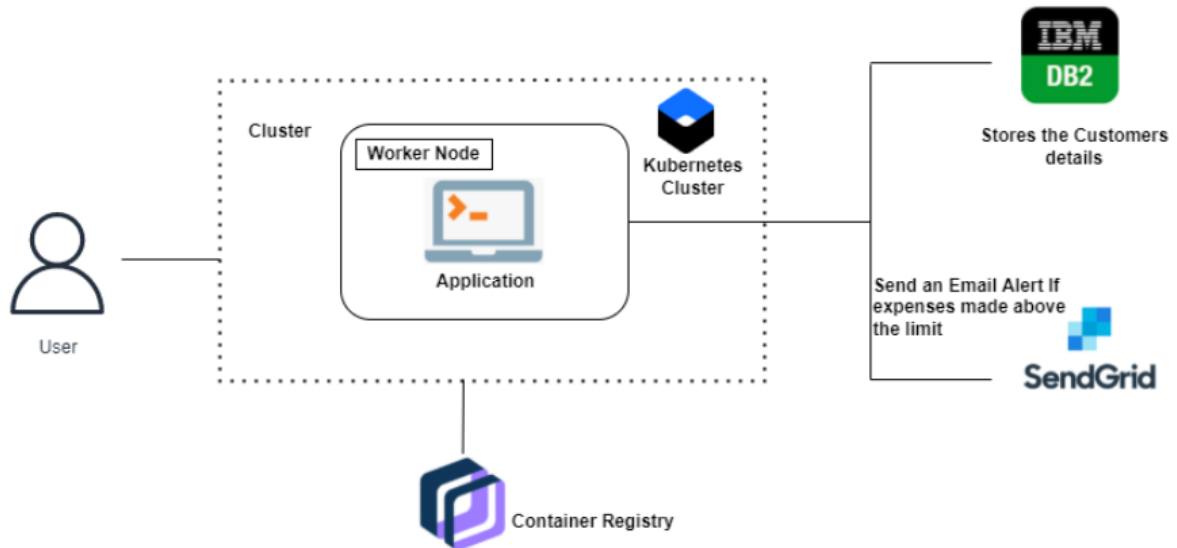 IBM
DB2
Stores the Customers
details
Cluster
Worker Node
Kubernetes
Cluster
Application
User
Send an Email Alert If
expenses made above
the limit
SendGrid
Container Registry